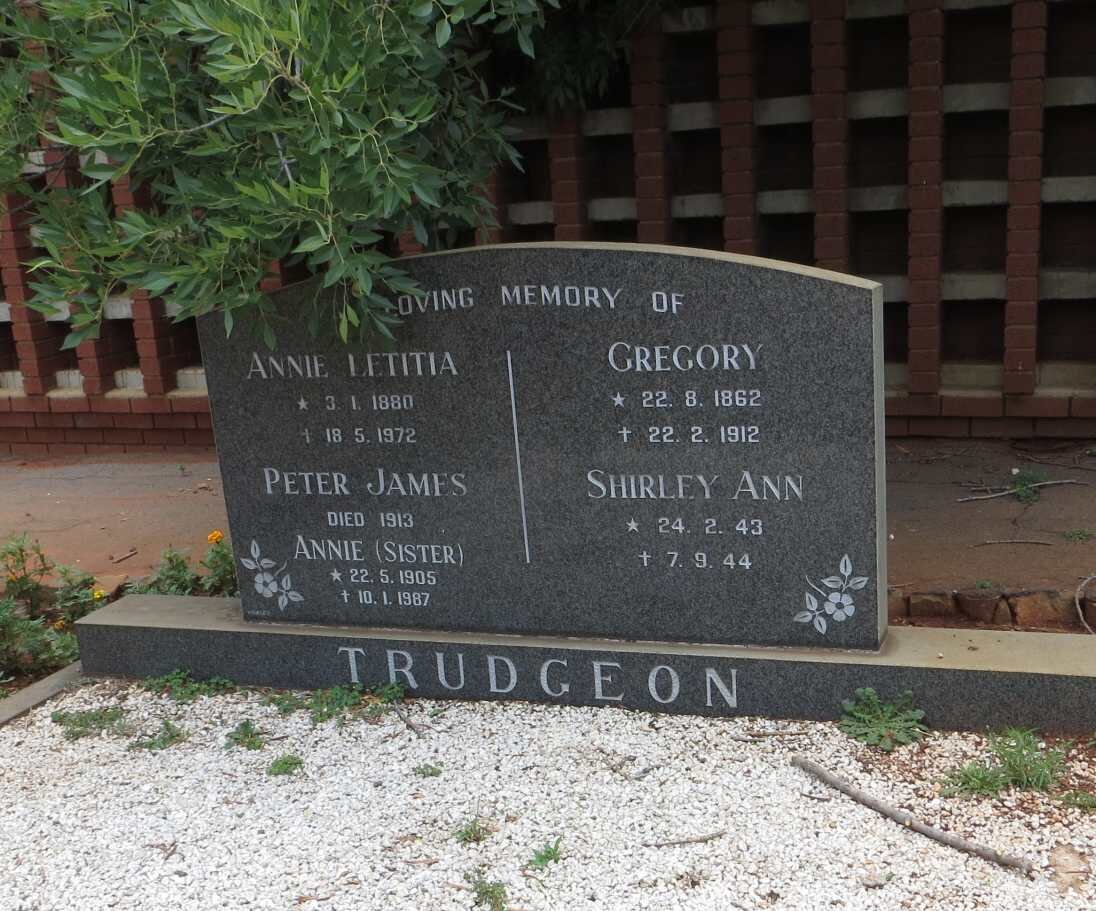 LOVING MEMORY OF
ANNIE LETITIA
★ 3. 1. 1880
✝ 18. 5. 1972
PETER JAMES
DIED 1913
ANNIE (SISTER)
★ 22. 5. 1905
✝ 10. 1. 1987
GREGORY
★ 22. 8. 1862
✝ 22. 2. 1912
SHIRLEY ANN
★ 24. 2. 43
✝ 7. 9. 44
TRUDGEON